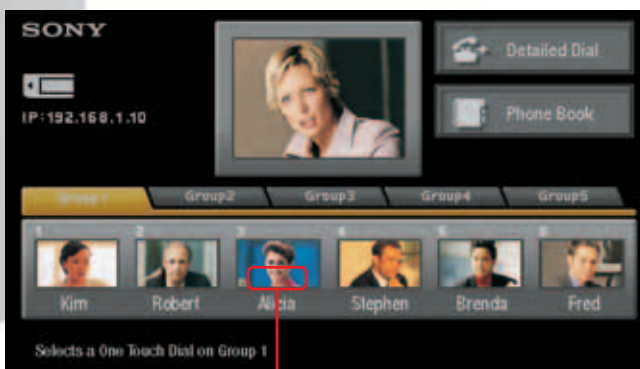 SONY
Detailed Dial
IP:192.168.1.10
Phone Book
Group1 Group2 Group3 Group4 Group5
1 2 3 4 5 6
Kim Robert Alicia Stephen Brenda Fred
Selects a One Touch Dial on Group 1